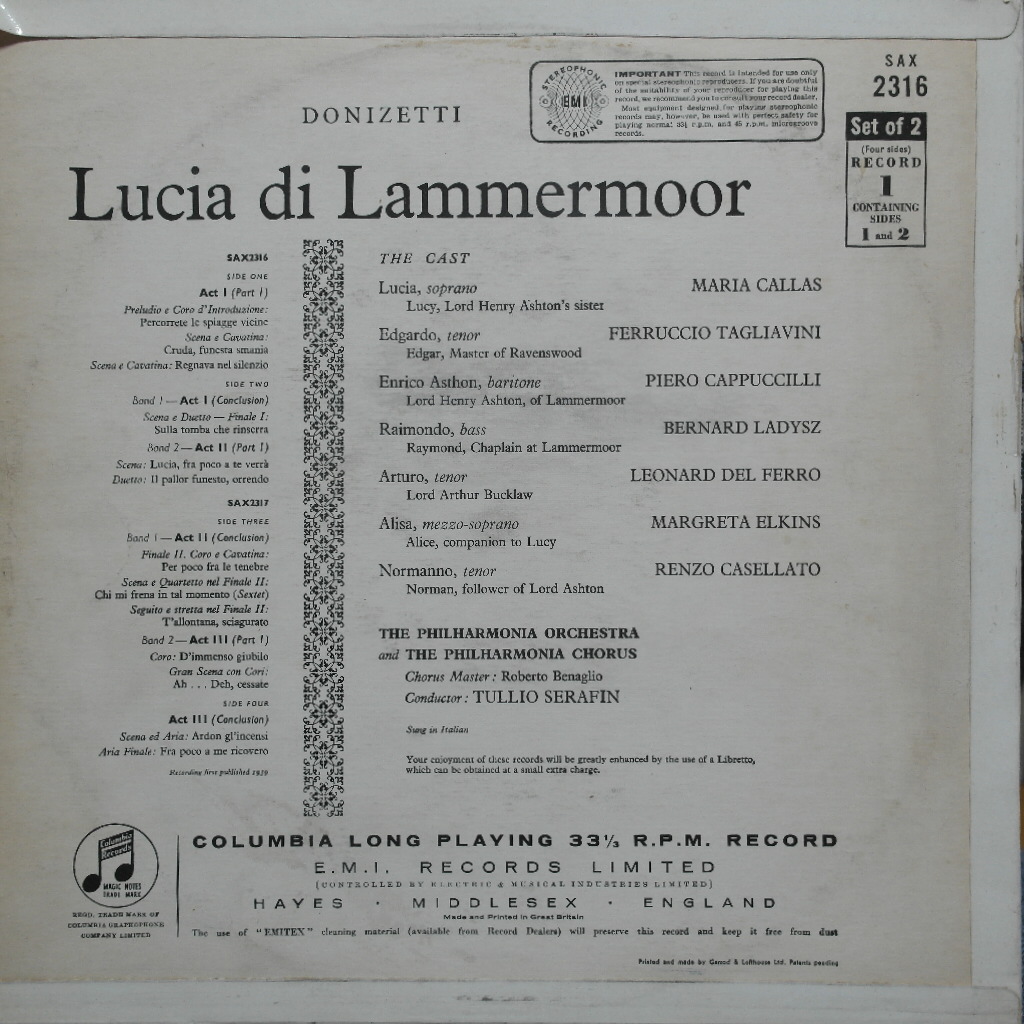 DONIZETTI
Lucia di Lammermoor
STEREOPHONIC
EMI
RECORDING
IMPORTANT This record is intended for use only
on special stereophonic reproducers. If you are doubtful
of the suitability of your reproducer for playing this
record, we recommend you to consult your record dealer.
Most equipment designed for playing stereophonic
records may, however, be used with perfect safety for
playing normal 33⅓ r.p.m. and 45 r.p.m. microgroove
records.
SAX
2316
Set of 2
(Four sides)
RECORD
1
CONTAINING
SIDES
1 and 2
SAX2316
SIDE ONE
Act I (Part 1)
Preludio e Coro d'Introduzione:
Percorrete le spiagge vicine
Scena e Cavatina:
Cruda, funesta smania
Scena e Cavatina: Regnava nel silenzio
SIDE TWO
Band 1—Act I (Conclusion)
Scena e Duetto — Finale I:
Sulla tomba che rinserra
Band 2—Act II (Part 1)
Scena: Lucia, fra poco a te verrà
Duetto: Il pallor funesto, orrendo
SAX2317
SIDE THREE
Band 1—Act II (Conclusion)
Finale II. Coro e Cavatina:
Per poco fra le tenebre
Scena e Quartetto nel Finale II:
Chi mi frena in tal momento (Sextet)
Seguito e stretta nel Finale II:
T'allontana, sciagurato
Band 2—Act III (Part 1)
Coro: D'immenso giubilo
Gran Scena con Cori:
Ah . . . Deh, cessate
SIDE FOUR
Act III (Conclusion)
Scena ed Aria: Ardon gl'incensi
Aria Finale: Fra poco a me ricovero
Recording first published 1959
THE CAST
Lucia, soprano MARIA CALLAS
Lucy, Lord Henry Ashton's sister
Edgardo, tenor FERRUCCIO TAGLIAVINI
Edgar, Master of Ravenswood
Enrico Asthon, baritone PIERO CAPPUCCILLI
Lord Henry Ashton, of Lammermoor
Raimondo, bass BERNARD LADYSZ
Raymond, Chaplain at Lammermoor
Arturo, tenor LEONARD DEL FERRO
Lord Arthur Bucklaw
Alisa, mezzo-soprano MARGRETA ELKINS
Alice, companion to Lucy
Normanno, tenor RENZO CASELLATO
Norman, follower of Lord Ashton
THE PHILHARMONIA ORCHESTRA
and THE PHILHARMONIA CHORUS
Chorus Master: Roberto Benaglio
Conductor: TULLIO SERAFIN
Sung in Italian
Your enjoyment of these records will be greatly enhanced by the use of a Libretto,
which can be obtained at a small extra charge.
Columbia
Records
MAGIC NOTES
TRADE MARK
REGD. TRADE MARK OF
COLUMBIA GRAPHOPHONE
COMPANY LIMITED
COLUMBIA LONG PLAYING 33⅓ R.P.M. RECORD
E.M.I. RECORDS LIMITED
(CONTROLLED BY ELECTRIC & MUSICAL INDUSTRIES LIMITED)
HAYES · MIDDLESEX · ENGLAND
Made and Printed in Great Britain
The use of "EMITEX" cleaning material (available from Record Dealers) will preserve this record and keep it free from dust
Printed and made by Garrod & Lofthouse Ltd. Patents pending